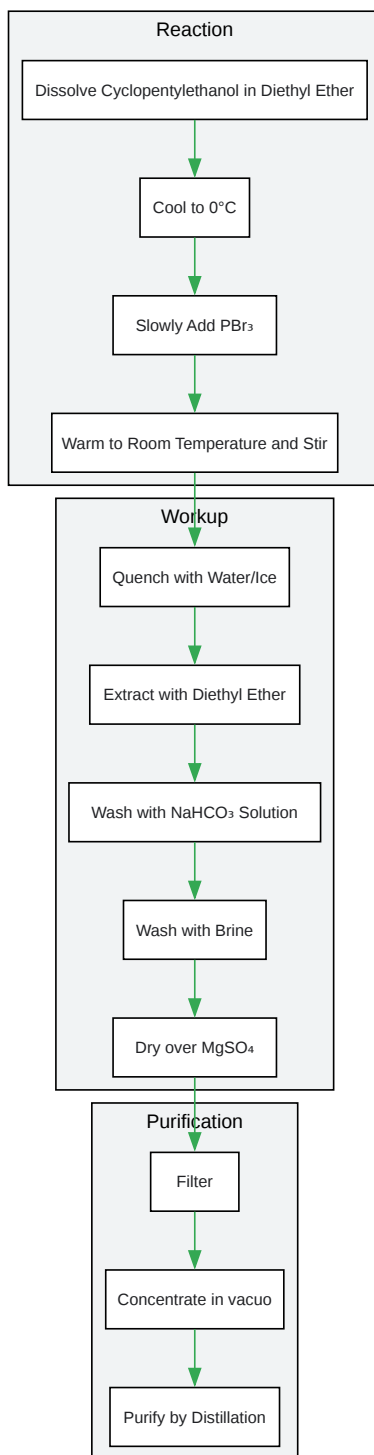 Reaction
Dissolve Cyclopentylethanol in Diethyl Ether
Cool to 0°C
Slowly Add PBr₃
Warm to Room Temperature and Stir
Workup
Quench with Water/Ice
Extract with Diethyl Ether
Wash with NaHCO₃ Solution
Wash with Brine
Dry over MgSO₄
Purification
Filter
Concentrate in vacuo
Purify by Distillation